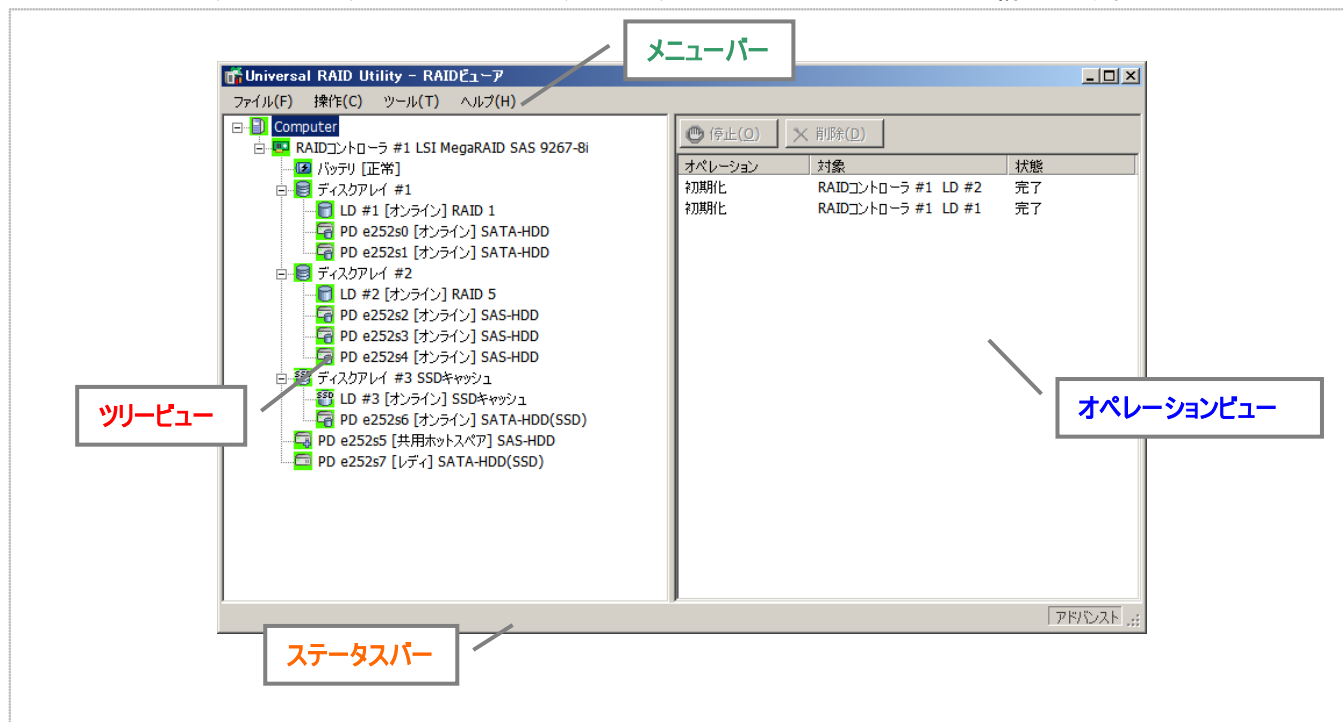 メニューバー
Universal RAID Utility - RAIDビューア
ファイル(F) 操作(C) ツール(T) ヘルプ(H)
Computer
RAIDコントローラ #1 LSI MegaRAID SAS 9267-8i
バッテリ [正常]
ディスクアレイ #1
LD #1 [オンライン] RAID 1
PD e252s0 [オンライン] SATA-HDD
PD e252s1 [オンライン] SATA-HDD
ディスクアレイ #2
LD #2 [オンライン] RAID 5
PD e252s2 [オンライン] SAS-HDD
PD e252s3 [オンライン] SAS-HDD
PD e252s4 [オンライン] SAS-HDD
ディスクアレイ #3 SSDキャッシュ
LD #3 [オンライン] SSDキャッシュ
PD e252s6 [オンライン] SATA-HDD(SSD)
PD e252s5 [共用ホットスペア] SAS-HDD
PD e252s7 [レディ] SATA-HDD(SSD)
停止(O) 削除(D)
オペレーション 対象 状態
初期化 RAIDコントローラ #1 LD #2 完了
初期化 RAIDコントローラ #1 LD #1 完了
ツリービュー
オペレーションビュー
アドバンスト
ステータスバー